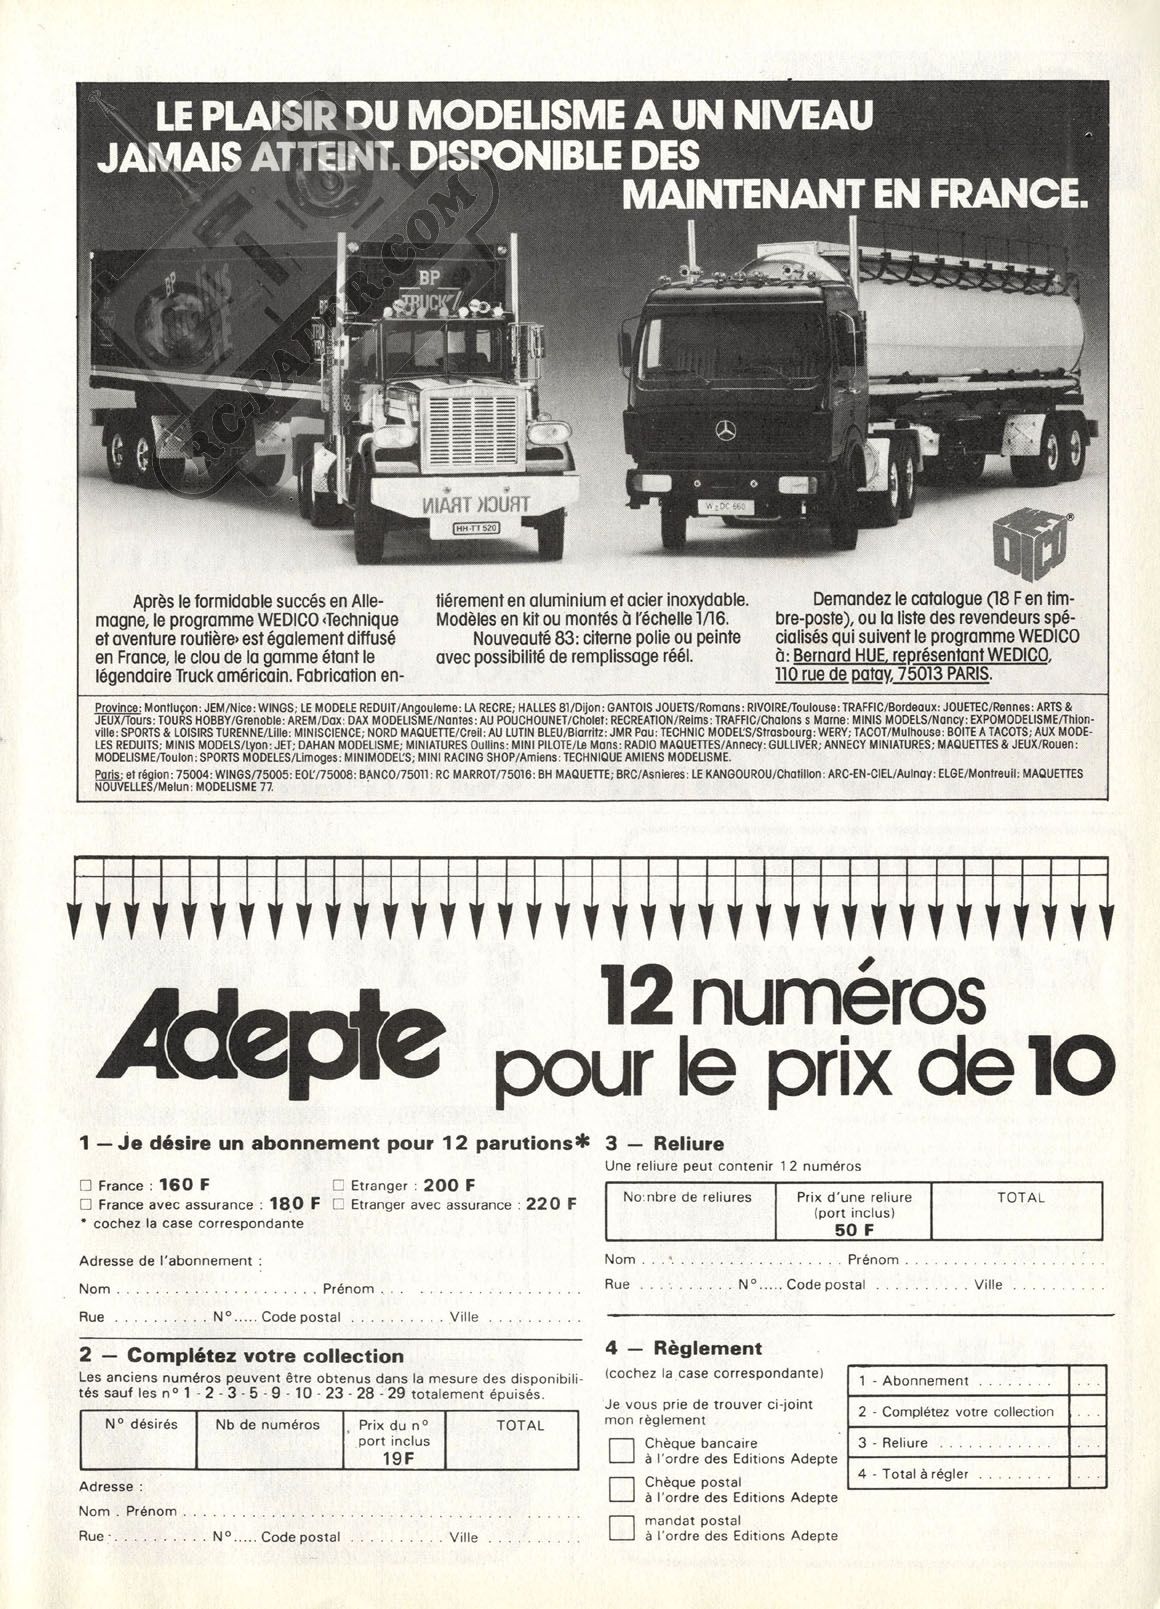 LE PLAISIR DU MODELISME A UN NIVEAU
JAMAIS ATTEINT. DISPONIBLE DES
MAINTENANT EN FRANCE.
RC-PAPER.COM
BP
BP
TRUCK
TRUCK TRAIN
HH-TT 520
W-DC 660
WEDICO®
Après le formidable succés en Alle-
magne, le programme WEDICO ‹Technique
et aventure routière› est également diffusé
en France, le clou de la gamme étant le
légendaire Truck américain. Fabrication en-
tiérement en aluminium et acier inoxydable.
Modèles en kit ou montés à l'échelle 1/16.
Nouveauté 83: citerne polie ou peinte
avec possibilité de remplissage réél.
Demandez le catalogue (18 F en tim-
bre-poste), ou la liste des revendeurs spé-
cialisés qui suivent le programme WEDICO
à: Bernard HUE, représentant WEDICO,
110 rue de patay, 75013 PARIS.
Province: Montluçon: JEM/Nice: WINGS; LE MODELE REDUIT/Angouleme: LA RECRE; HALLES 81/Dijon: GANTOIS JOUETS/Romans: RIVOIRE/Toulouse: TRAFFIC/Bordeaux: JOUETEC/Rennes: ARTS &
JEUX/Tours: TOURS HOBBY/Grenoble: AREM/Dax: DAX MODELISME/Nantes: AU POUCHOUNET/Cholet: RECREATION/Reims: TRAFFIC/Chalons s Marne: MINIS MODELS/Nancy: EXPOMODELISME/Thion-
ville: SPORTS & LOISIRS TURENNE/Lille: MINISCIENCE; NORD MAQUETTE/Creil: AU LUTIN BLEU/Biarritz: JMR Pau: TECHNIC MODEL'S/Strasbourg: WERY; TACOT/Mulhouse: BOITE A TACOTS; AUX MODE-
LES REDUITS; MINIS MODELS/Lyon: JET; DAHAN MODELISME; MINIATURES Oullins: MINI PILOTE/Le Mans: RADIO MAQUETTES/Annecy: GULLIVER; ANNECY MINIATURES; MAQUETTES & JEUX/Rouen:
MODELISME/Toulon: SPORTS MODELES/Limoges: MINIMODEL'S; MINI RACING SHOP/Amiens: TECHNIQUE AMIENS MODELISME.
Paris: et région: 75004: WINGS/75005: EOL'/75008: BANCO/75011: RC MARROT/75016: BH MAQUETTE; BRC/Asnieres: LE KANGOUROU/Chatillon: ARC-EN-CIEL/Aulnay: ELGE/Montreuil: MAQUETTES
NOUVELLES/Melun: MODELISME 77.
Adepte
12 numéros
pour le prix de 10
1 — Je désire un abonnement pour 12 parutions*
☐ France : 160 F ☐ Etranger : 200 F
☐ France avec assurance : 180 F ☐ Etranger avec assurance : 220 F
* cochez la case correspondante
Adresse de l'abonnement :
Nom . . . . . . . . . . . . . . . . . . . . Prénom . . . . . . . . . . . . . . . . . . . .
Rue . . . . . . . . . . N° ..... Code postal . . . . . . . . . . Ville . . . . . . . . . .
2 — Complétez votre collection
Les anciens numéros peuvent être obtenus dans la mesure des disponibili-
tés sauf les n° 1 - 2 - 3 - 5 - 9 - 10 - 23 - 28 - 29 totalement épuisés.
N° désirés Nb de numéros Prix du n° TOTAL
port inclus
19F
Adresse :
Nom . Prénom . . . . . . . . . . . . . . . . . . . . . . . . . . . . . .
Rue . . . . . . . . . . N° ..... Code postal . . . . . . . . . . Ville . . . . . . . . . .
3 — Reliure
Une reliure peut contenir 12 numéros
Nombre de reliures Prix d'une reliure TOTAL
(port inclus)
50 F
Nom . . . . . . . . . . . . . . . . . . . . Prénom . . . . . . . . . . . . . . . . . . . .
Rue . . . . . . . . . . N° ..... Code postal . . . . . . . . . . Ville . . . . . . . . . .
4 — Règlement
(cochez la case correspondante)
Je vous prie de trouver ci-joint
mon règlement
☐ Chèque bancaire
à l'ordre des Editions Adepte
☐ Chèque postal
à l'ordre des Editions Adepte
☐ mandat postal
à l'ordre des Editions Adepte
1 - Abonnement . . . . . . . . . . .
2 - Complétez votre collection . . .
3 - Reliure . . . . . . . . . . . . . . .
4 - Total à régler . . . . . . . . . . .